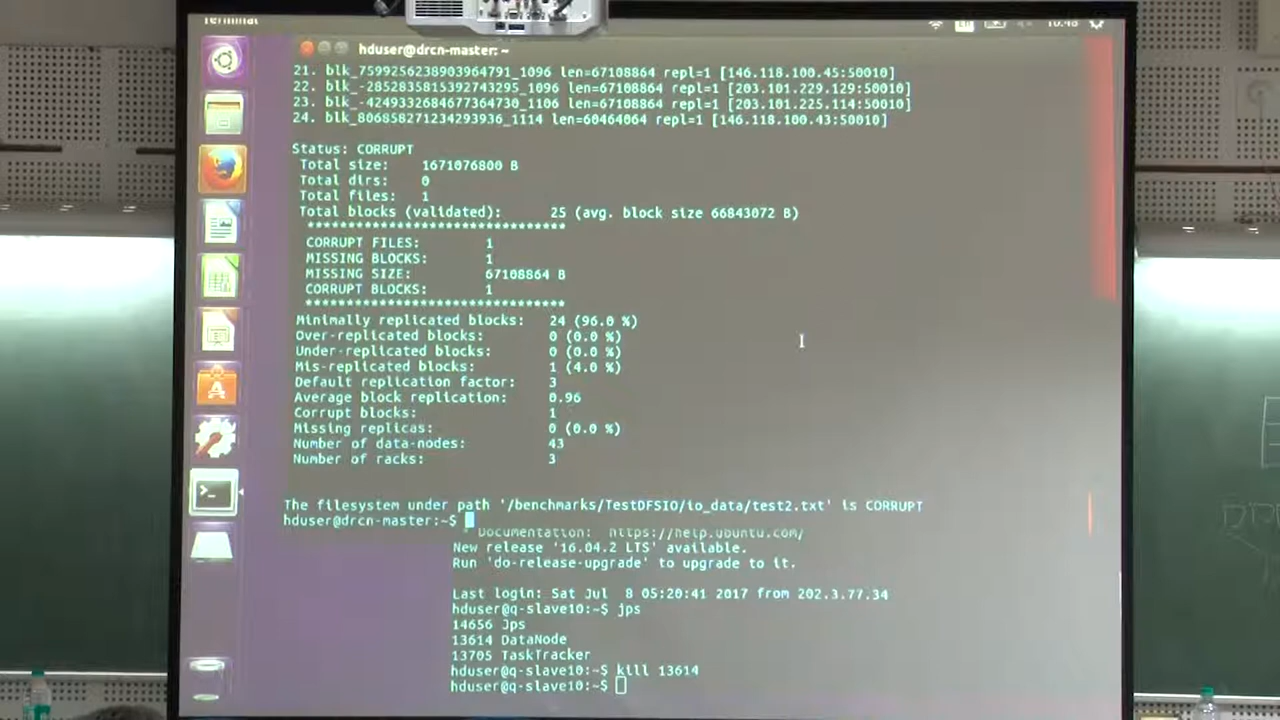 Terminal
10:48
hduser@drcn-master: ~
21. blk_7599256238903964791_1096 len=67108864 repl=1 [146.118.100.45:50010]
22. blk_-2852835815392743295_1096 len=67108864 repl=1 [203.101.229.129:50010]
23. blk_-4249332684677364730_1106 len=67108864 repl=1 [203.101.225.114:50010]
24. blk_806858271234293936_1114 len=60464064 repl=1 [146.118.100.43:50010]
Status: CORRUPT
Total size: 1671076800 B
Total dirs: 0
Total files: 1
Total blocks (validated): 25 (avg. block size 66843072 B)
********************************
CORRUPT FILES: 1
MISSING BLOCKS: 1
MISSING SIZE: 67108864 B
CORRUPT BLOCKS: 1
********************************
Minimally replicated blocks: 24 (96.0 %)
Over-replicated blocks: 0 (0.0 %)
Under-replicated blocks: 0 (0.0 %)
Mis-replicated blocks: 1 (4.0 %)
Default replication factor: 3
Average block replication: 0.96
Corrupt blocks: 1
Missing replicas: 0 (0.0 %)
Number of data-nodes: 43
Number of racks: 3
The filesystem under path '/benchmarks/TestDFSIO/io_data/test2.txt' is CORRUPT
hduser@drcn-master:~$
* Documentation: https://help.ubuntu.com/
New release '16.04.2 LTS' available.
Run 'do-release-upgrade' to upgrade to it.
Last login: Sat Jul 8 05:20:41 2017 from 202.3.77.34
hduser@q-slave10:~$ jps
14656 Jps
13614 DataNode
13705 TaskTracker
hduser@q-slave10:~$ kill 13614
hduser@q-slave10:~$